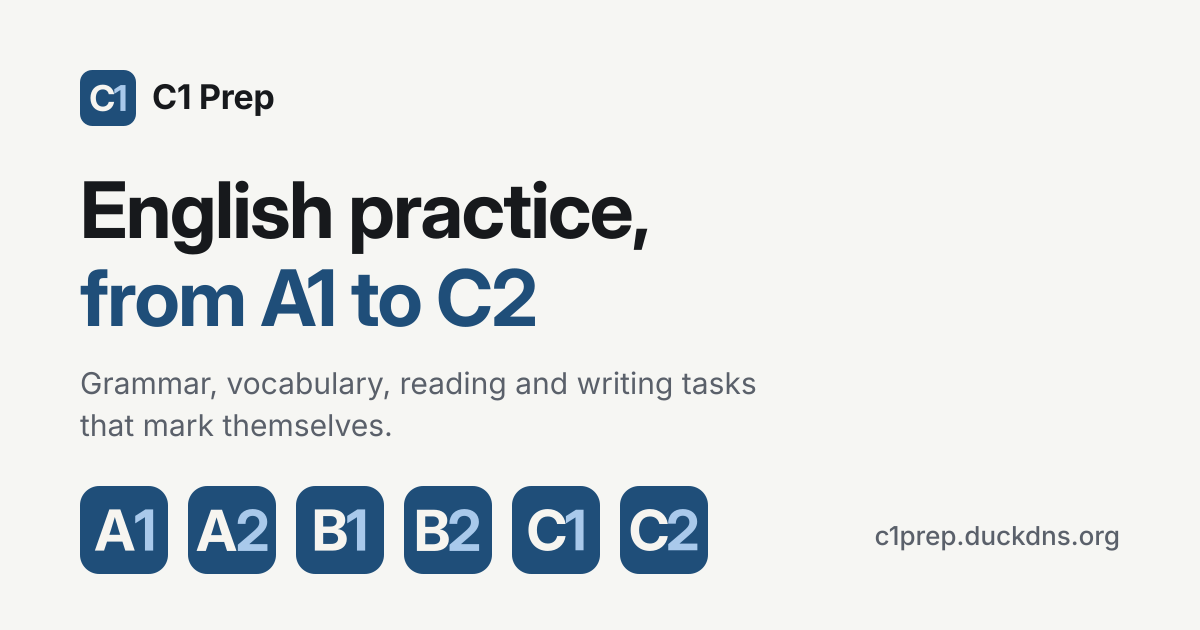 C1 C1 Prep
English practice,
from A1 to C2
Grammar, vocabulary, reading and writing tasks
that mark themselves.
A1 A2 B1 B2 C1 C2
c1prep.duckdns.org